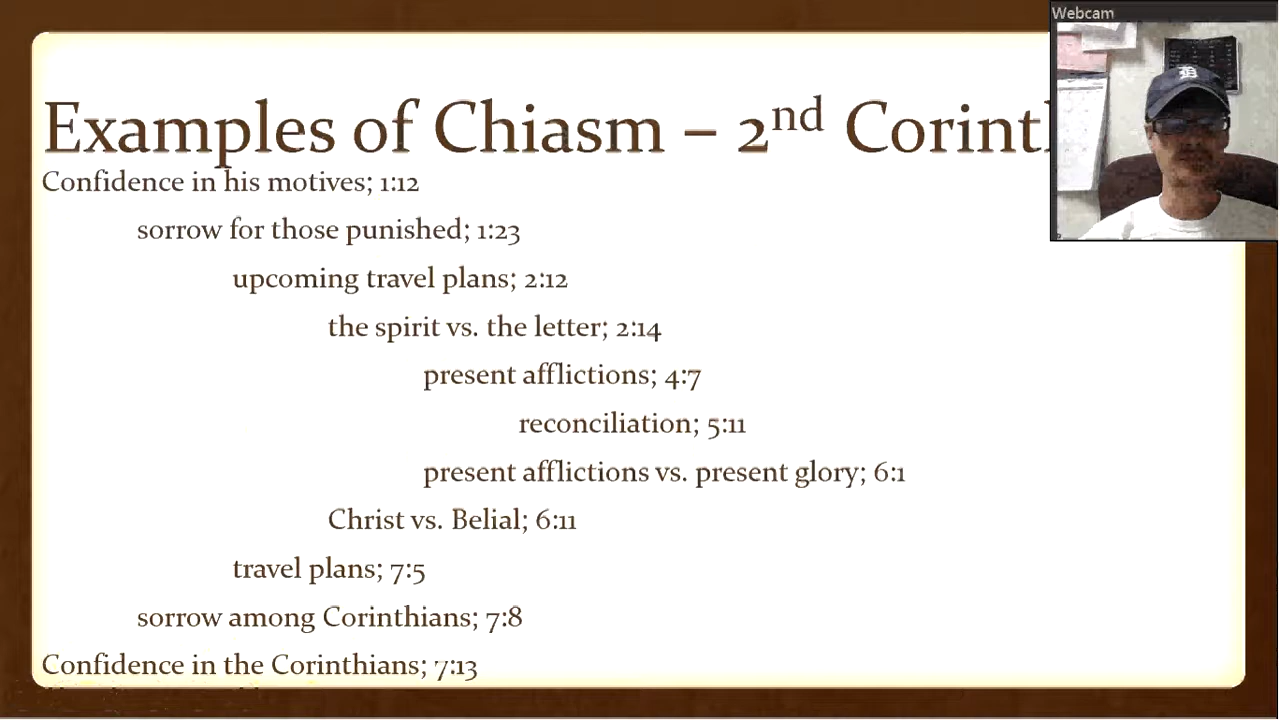 Webcam
Examples of Chiasm – 2nd Corint
Confidence in his motives; 1:12
sorrow for those punished; 1:23
upcoming travel plans; 2:12
the spirit vs. the letter; 2:14
present afflictions; 4:7
reconciliation; 5:11
present afflictions vs. present glory; 6:1
Christ vs. Belial; 6:11
travel plans; 7:5
sorrow among Corinthians; 7:8
Confidence in the Corinthians; 7:13